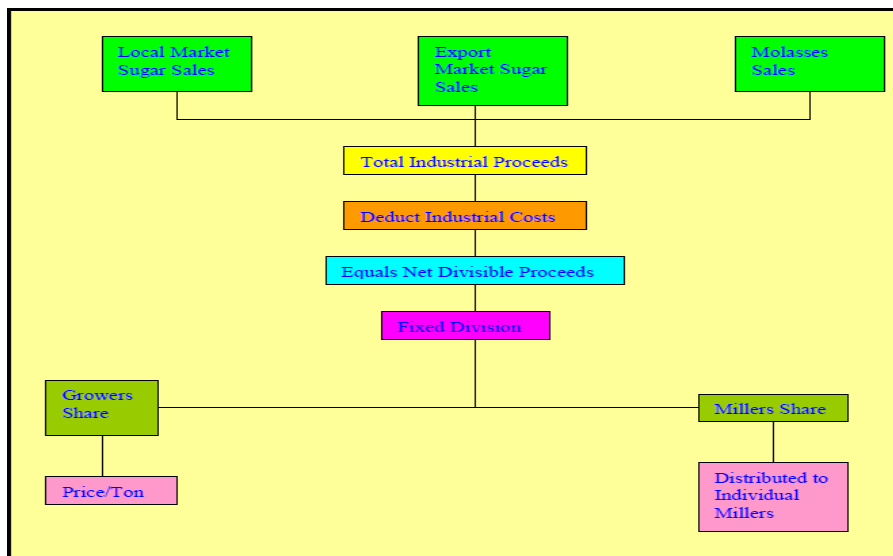 Local Market
Sugar Sales
Export
Market Sugar
Sales
Molasses
Sales
Total Industrial Proceeds
Deduct Industrial Costs
Equals Net Divisible Proceeds
Fixed Division
Growers
Share
Millers Share
Price/Ton
Distributed to
Individual
Millers